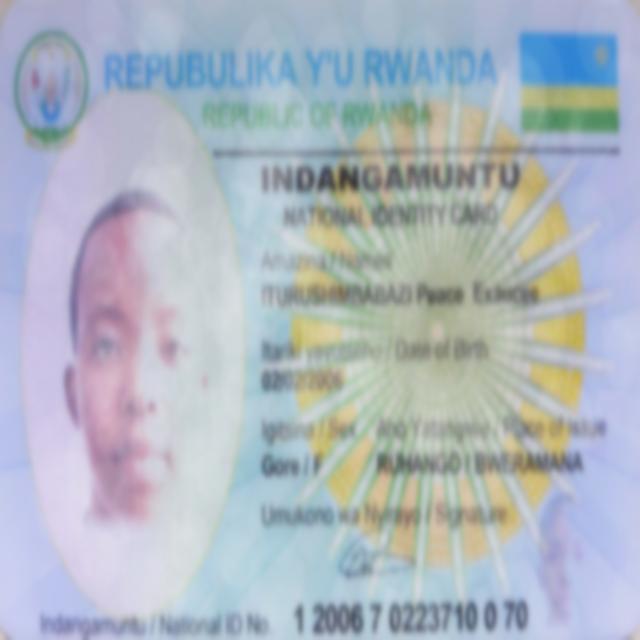 REPUBULIKA Y'U RWANDA
REPUBLIC OF RWANDA
INDANGAMUNTU
NATIONAL IDENTITY CARD
Amazina / Names
Peace
Itariki yavutseho / Date of Birth
02/02/2006
Igitsina / Sex Aho Yatangiwe / Place of Issue
Gore / F RUHANGO / BWERAMANA
Umukono wa Nyirayo / Signature
Indangamuntu / National ID No. 1 2006 7 0223710 0 70